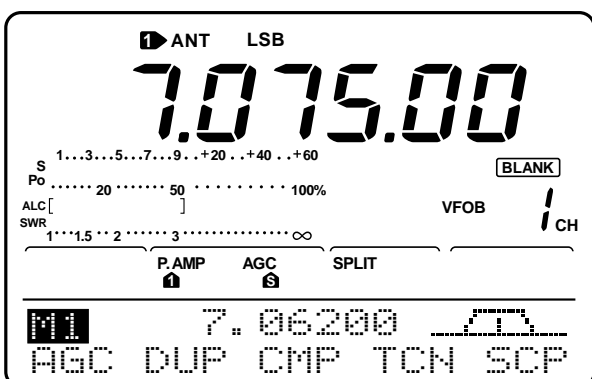 1 ANT LSB
7.075.00
S 1...3...5...7...9..+20..+40..+60
BLANK
Po ······ 20 ······· 50 ·········· 100%
ALC [ ]
VFOB 1 CH
SWR 1···1.5··2······3···············∞
P.AMP AGC SPLIT
1 S
M1 7.06200
AGC DUP CMP TCN SCP